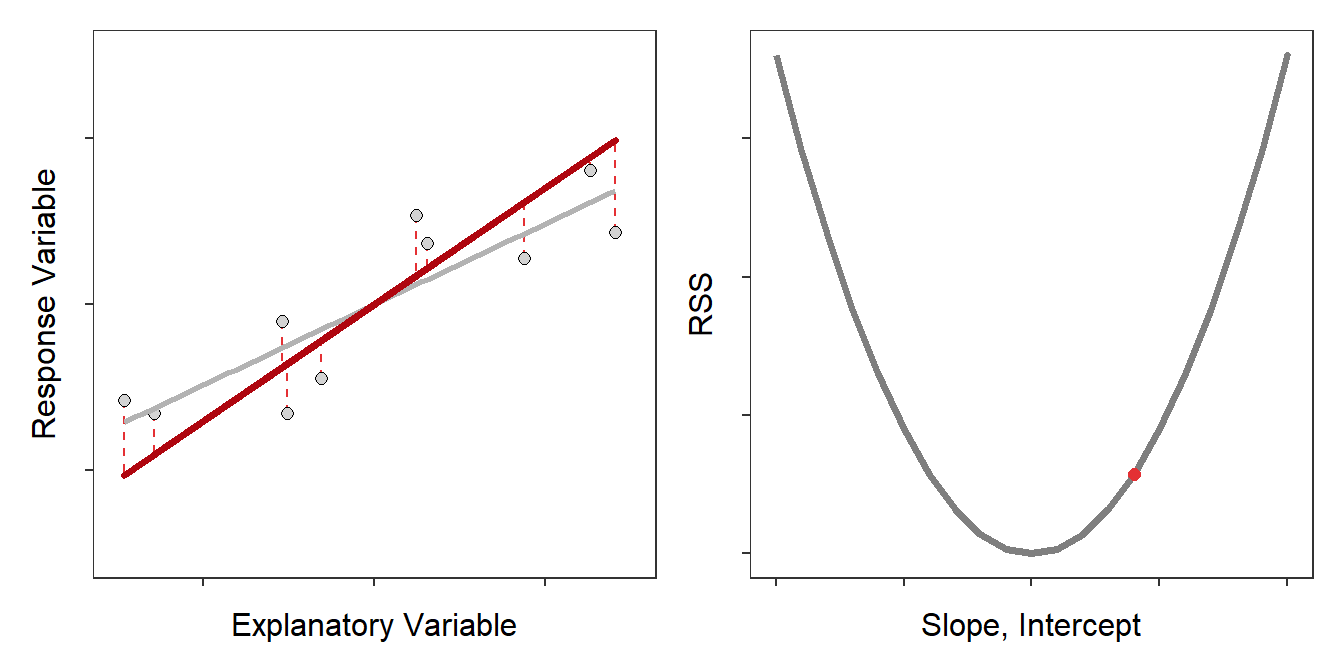 Response Variable
Explanatory Variable
RSS
Slope, Intercept